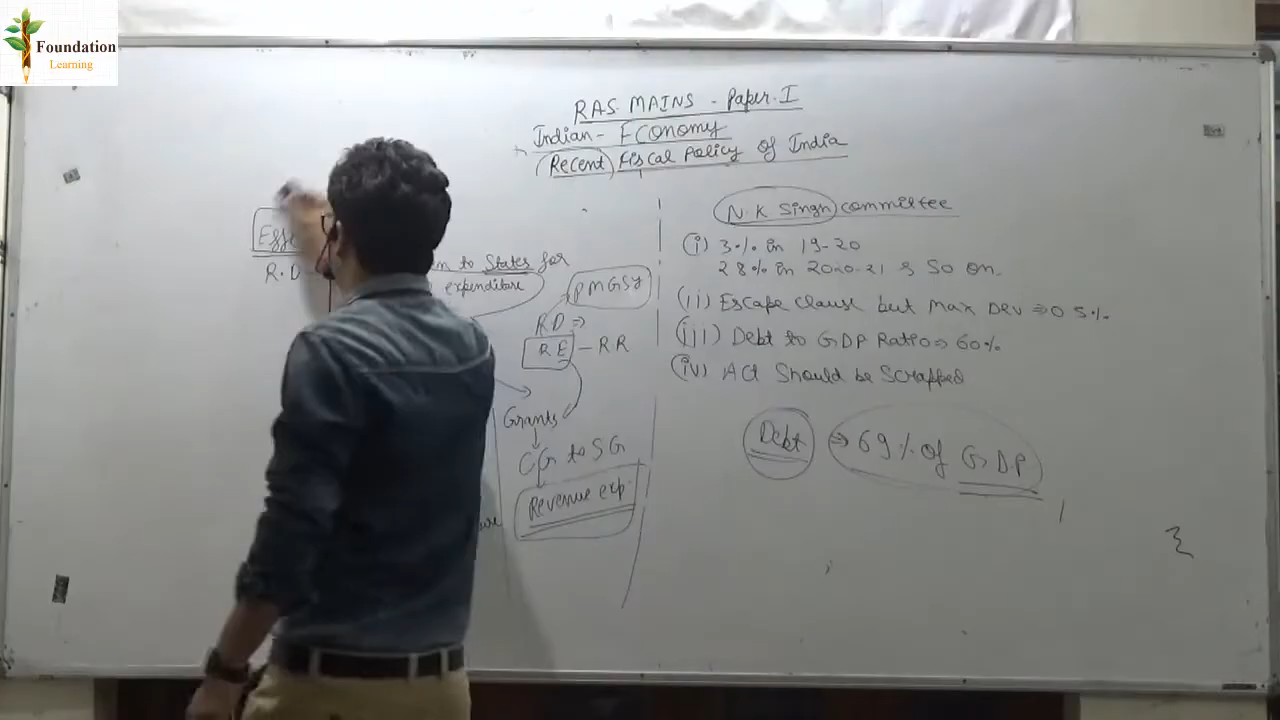 Foundation
Learning
RAS MAINS - Paper-I
Indian - Economy
(Recent) Fiscal Policy of India
R.D
to States for
expenditure
PMGSY
RD ⇒
RE - RR
Grants
↓
CG to SG
Revenue exp.
N.K Singh committee
(i) 3% in 19-20
2.8% in 2020-21 & So on.
(ii) Escape clause but Max DEV ⇒ 0.5%
(iii) Debt to GDP Ratio ⇒ 60%
(iv) Act Should be Scrapped
Debt ⇒ 69% of GDP